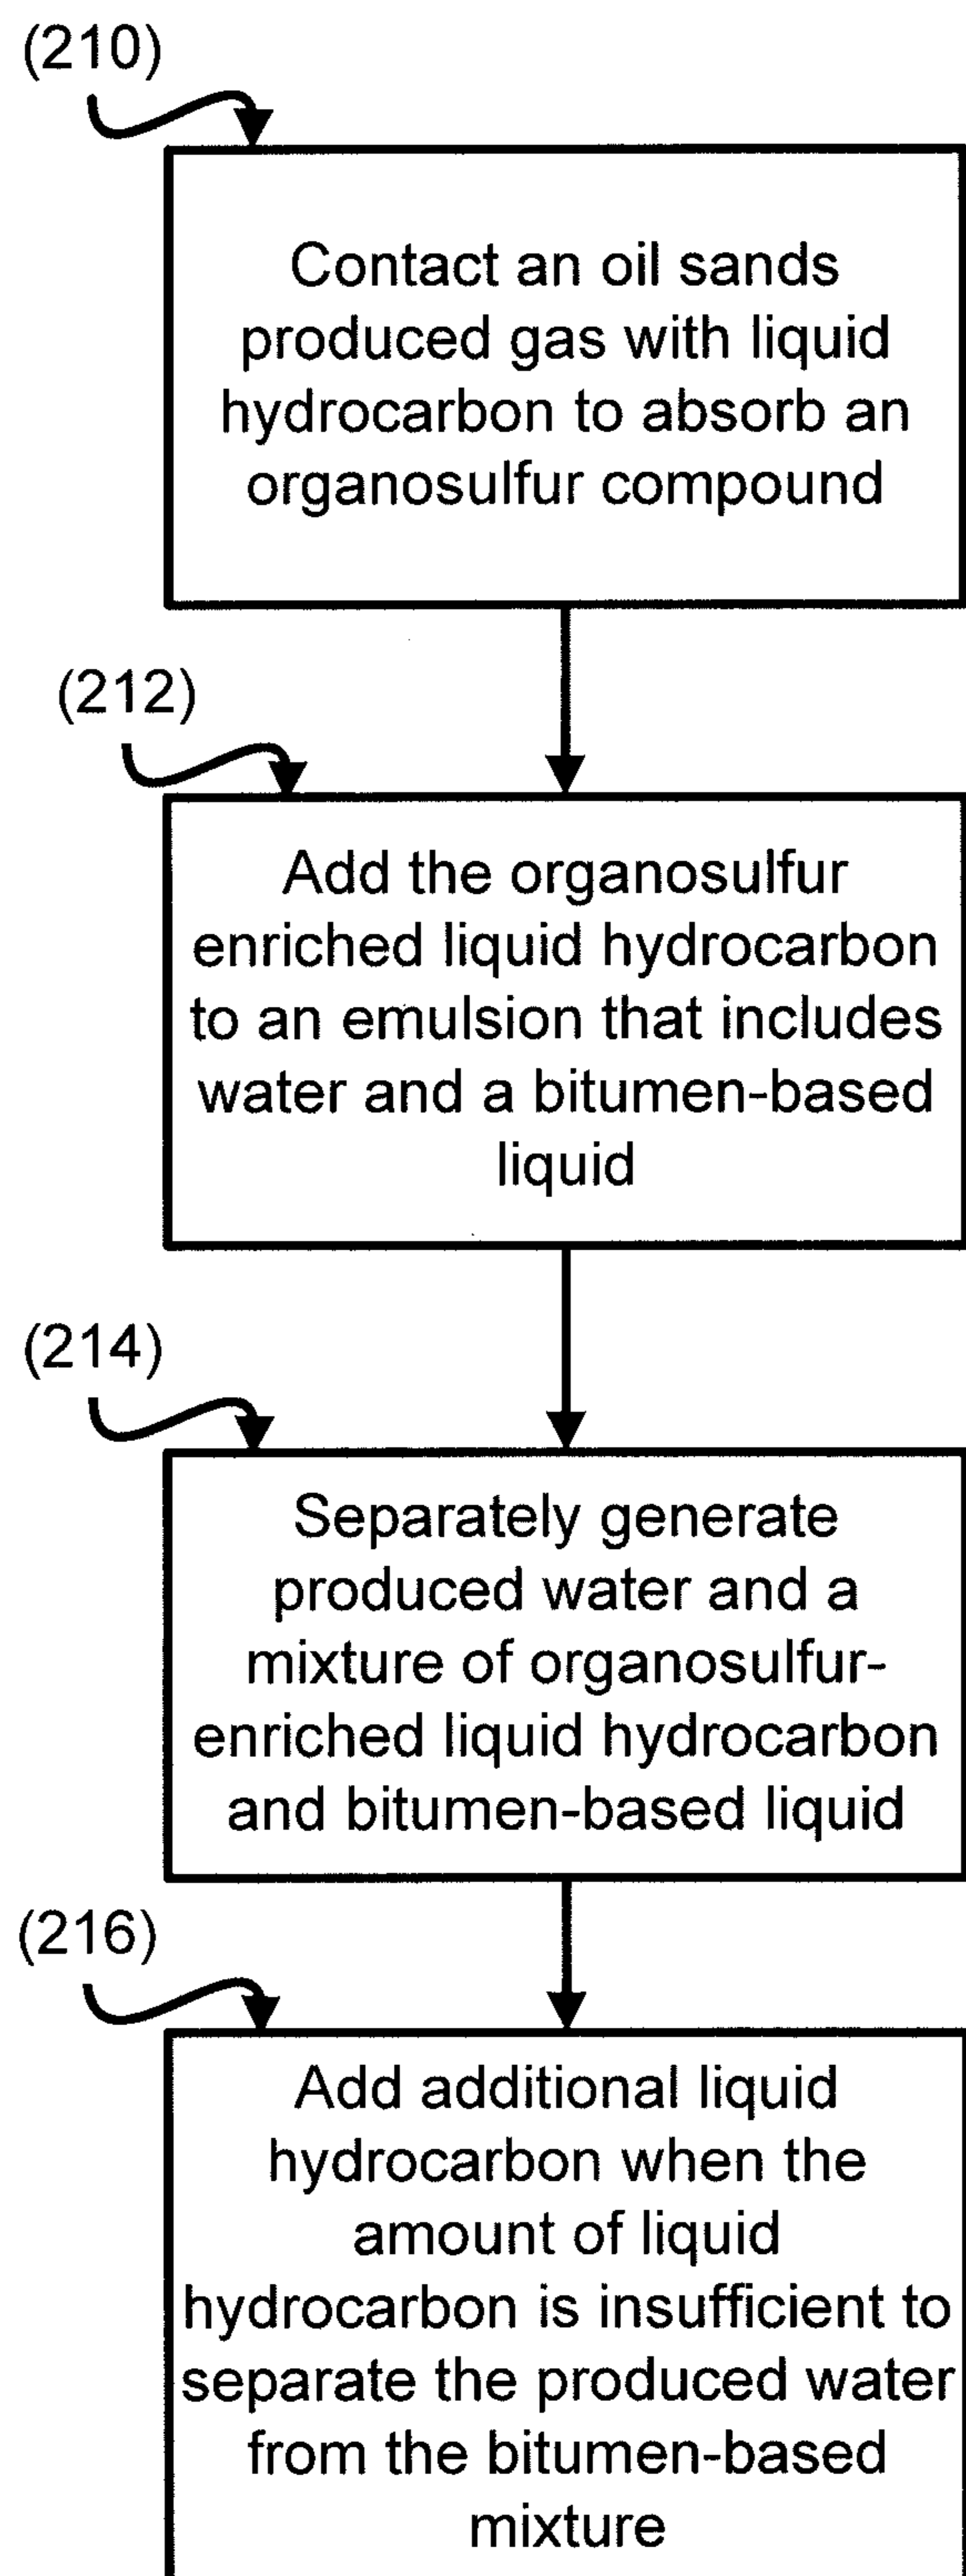 (210)
Contact an oil sands
produced gas with liquid
hydrocarbon to absorb an
organosulfur compound
(212)
Add the organosulfur
enriched liquid hydrocarbon
to an emulsion that includes
water and a bitumen-based
liquid
(214)
Separately generate
produced water and a
mixture of organosulfur-
enriched liquid hydrocarbon
and bitumen-based liquid
(216)
Add additional liquid
hydrocarbon when the
amount of liquid
hydrocarbon is insufficient to
separate the produced water
from the bitumen-based
mixture